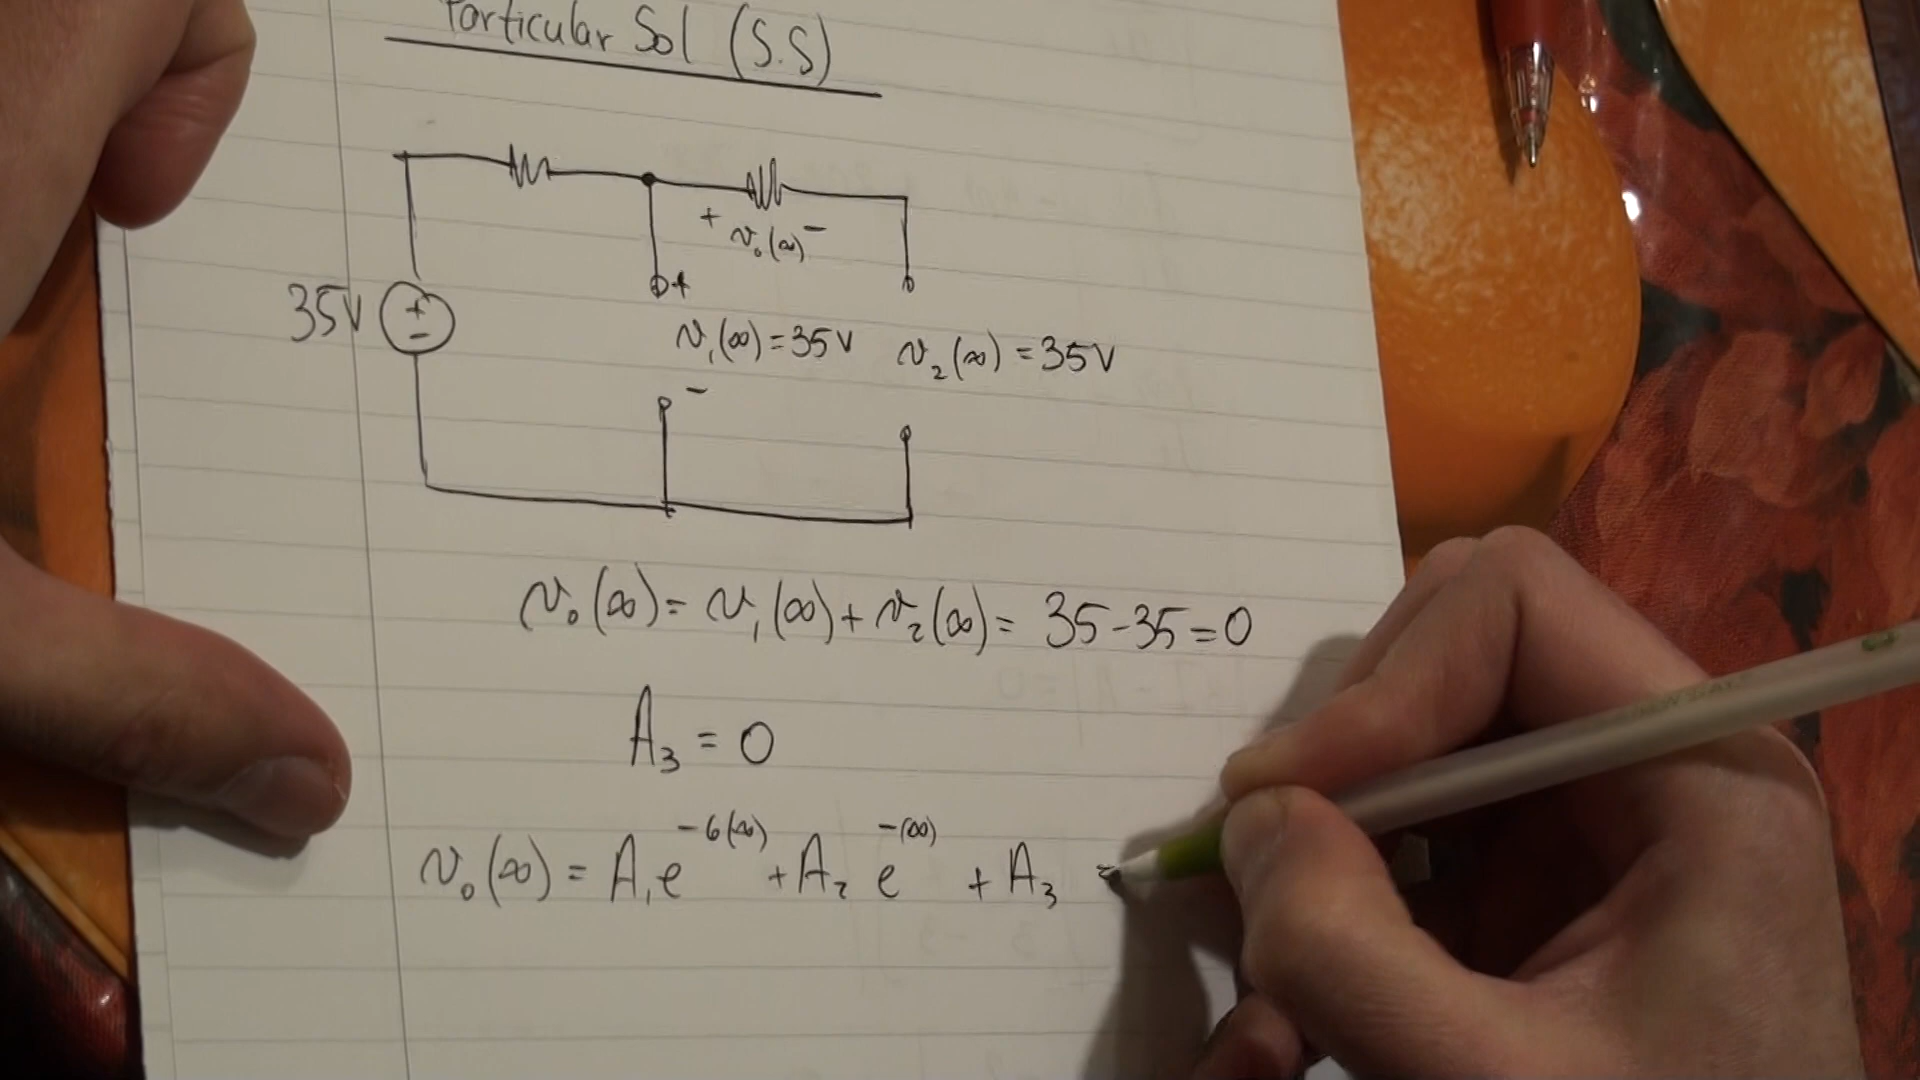 Particular Sol (S.S)
+ v₀(∞) −
35V + −
+
v₁(∞) = 35V v₂(∞) = 35V
−
v₀(∞) = v₁(∞) + v₂(∞) = 35 - 35 = 0
A₃ = 0
v₀(∞) = A₁e^-6(∞) + A₂ e^-(∞) + A₃ =